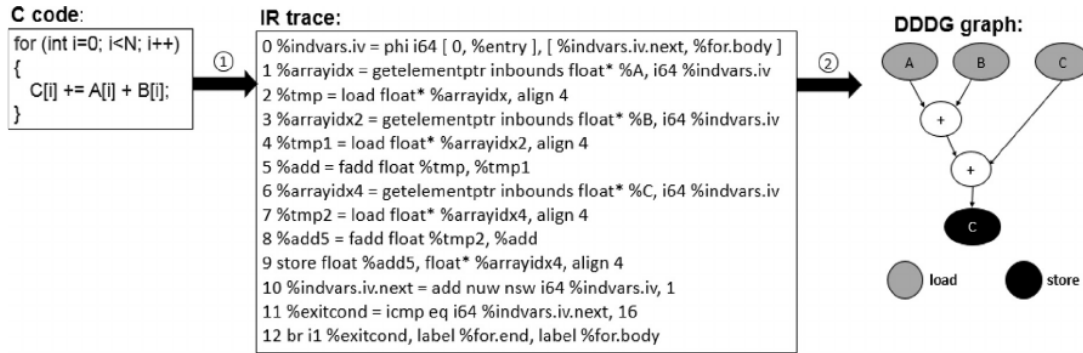 C code:
for (int i=0; i<N; i++)
{
C[i] += A[i] + B[i];
}
①
IR trace:
0 %indvars.iv = phi i64 [ 0, %entry ], [ %indvars.iv.next, %for.body ]
1 %arrayidx = getelementptr inbounds float* %A, i64 %indvars.iv
2 %tmp = load float* %arrayidx, align 4
3 %arrayidx2 = getelementptr inbounds float* %B, i64 %indvars.iv
4 %tmp1 = load float* %arrayidx2, align 4
5 %add = fadd float %tmp, %tmp1
6 %arrayidx4 = getelementptr inbounds float* %C, i64 %indvars.iv
7 %tmp2 = load float* %arrayidx4, align 4
8 %add5 = fadd float %tmp2, %add
9 store float %add5, float* %arrayidx4, align 4
10 %indvars.iv.next = add nuw nsw i64 %indvars.iv, 1
11 %exitcond = icmp eq i64 %indvars.iv.next, 16
12 br i1 %exitcond, label %for.end, label %for.body
②
DDDG graph:
A B C
+
+
C
load store